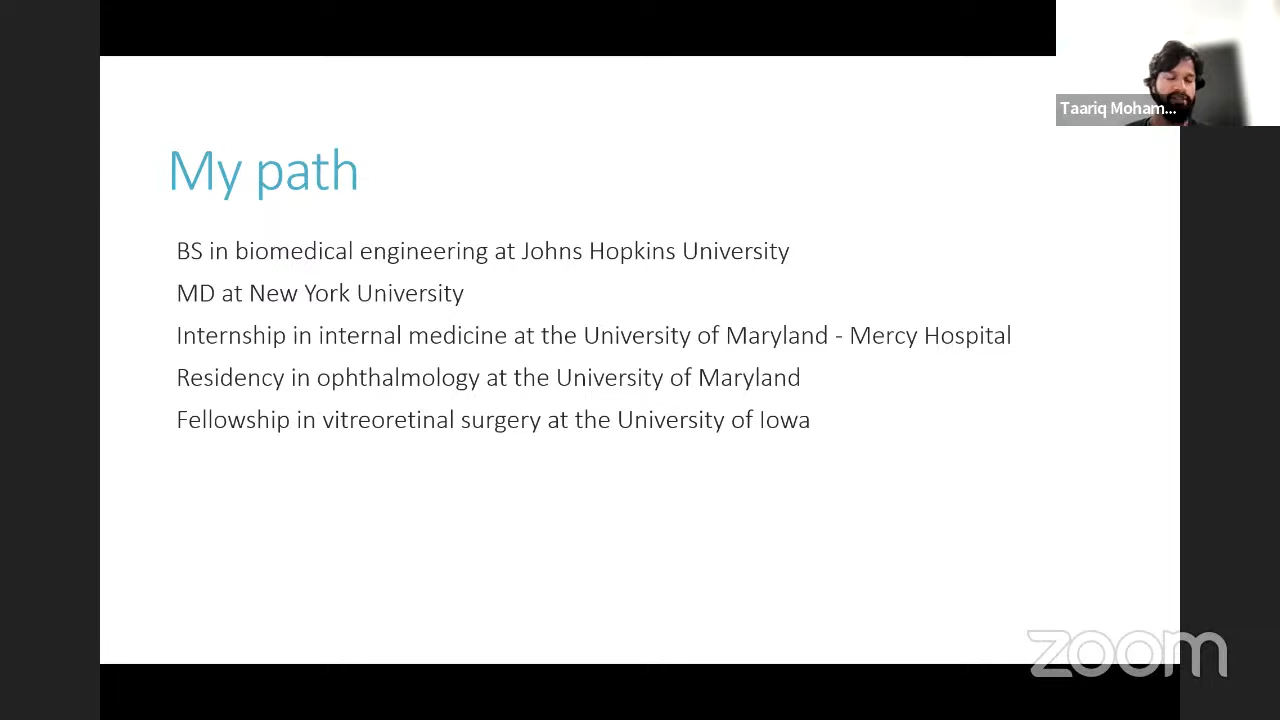 Taariq Moham...
My path
BS in biomedical engineering at Johns Hopkins University
MD at New York University
Internship in internal medicine at the University of Maryland - Mercy Hospital
Residency in ophthalmology at the University of Maryland
Fellowship in vitreoretinal surgery at the University of Iowa
zoom